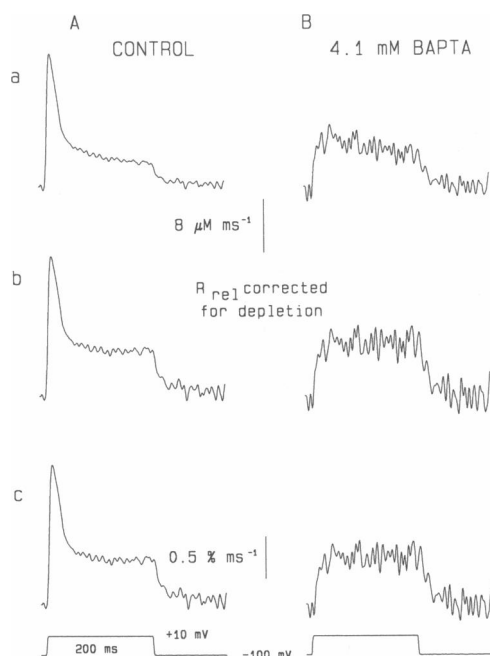 A
B
CONTROL
4.1 mM BAPTA
a
8 µM ms⁻¹
b
R rel corrected
for depletion
c
0.5 % ms⁻¹
+10 mV
200 ms
-100 mV